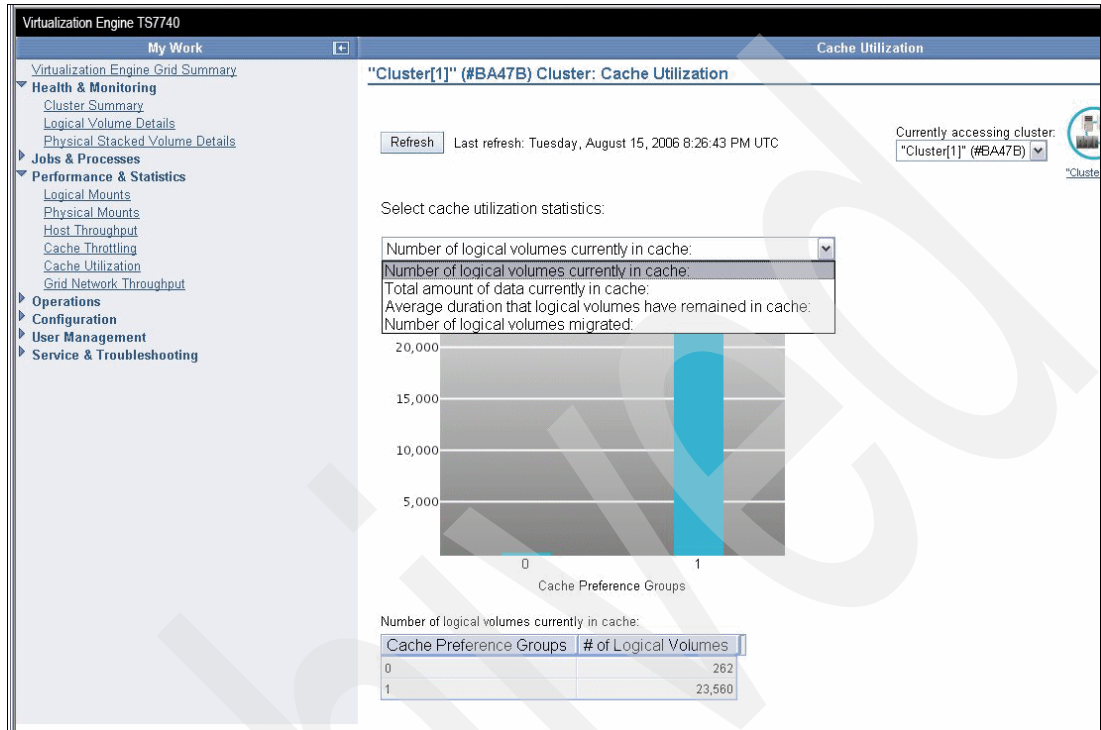 Virtualization Engine TS7740
My Work
Cache Utilization
Virtualization Engine Grid Summary
Health & Monitoring
Cluster Summary
Logical Volume Details
Physical Stacked Volume Details
Jobs & Processes
Performance & Statistics
Logical Mounts
Physical Mounts
Host Throughput
Cache Throttling
Cache Utilization
Grid Network Throughput
Operations
Configuration
User Management
Service & Troubleshooting
"Cluster[1]" (#BA47B) Cluster: Cache Utilization
Refresh Last refresh: Tuesday, August 15, 2006 8:26:43 PM UTC
Currently accessing cluster:
"Cluster[1]" (#BA47B)
"Cluste
Select cache utilization statistics:
Number of logical volumes currently in cache:
Number of logical volumes currently in cache:
Total amount of data currently in cache:
Average duration that logical volumes have remained in cache:
Number of logical volumes migrated:
20,000
15,000
10,000
5,000
0 1
Cache Preference Groups
Number of logical volumes currently in cache:
Cache Preference Groups # of Logical Volumes
0 262
1 23,560